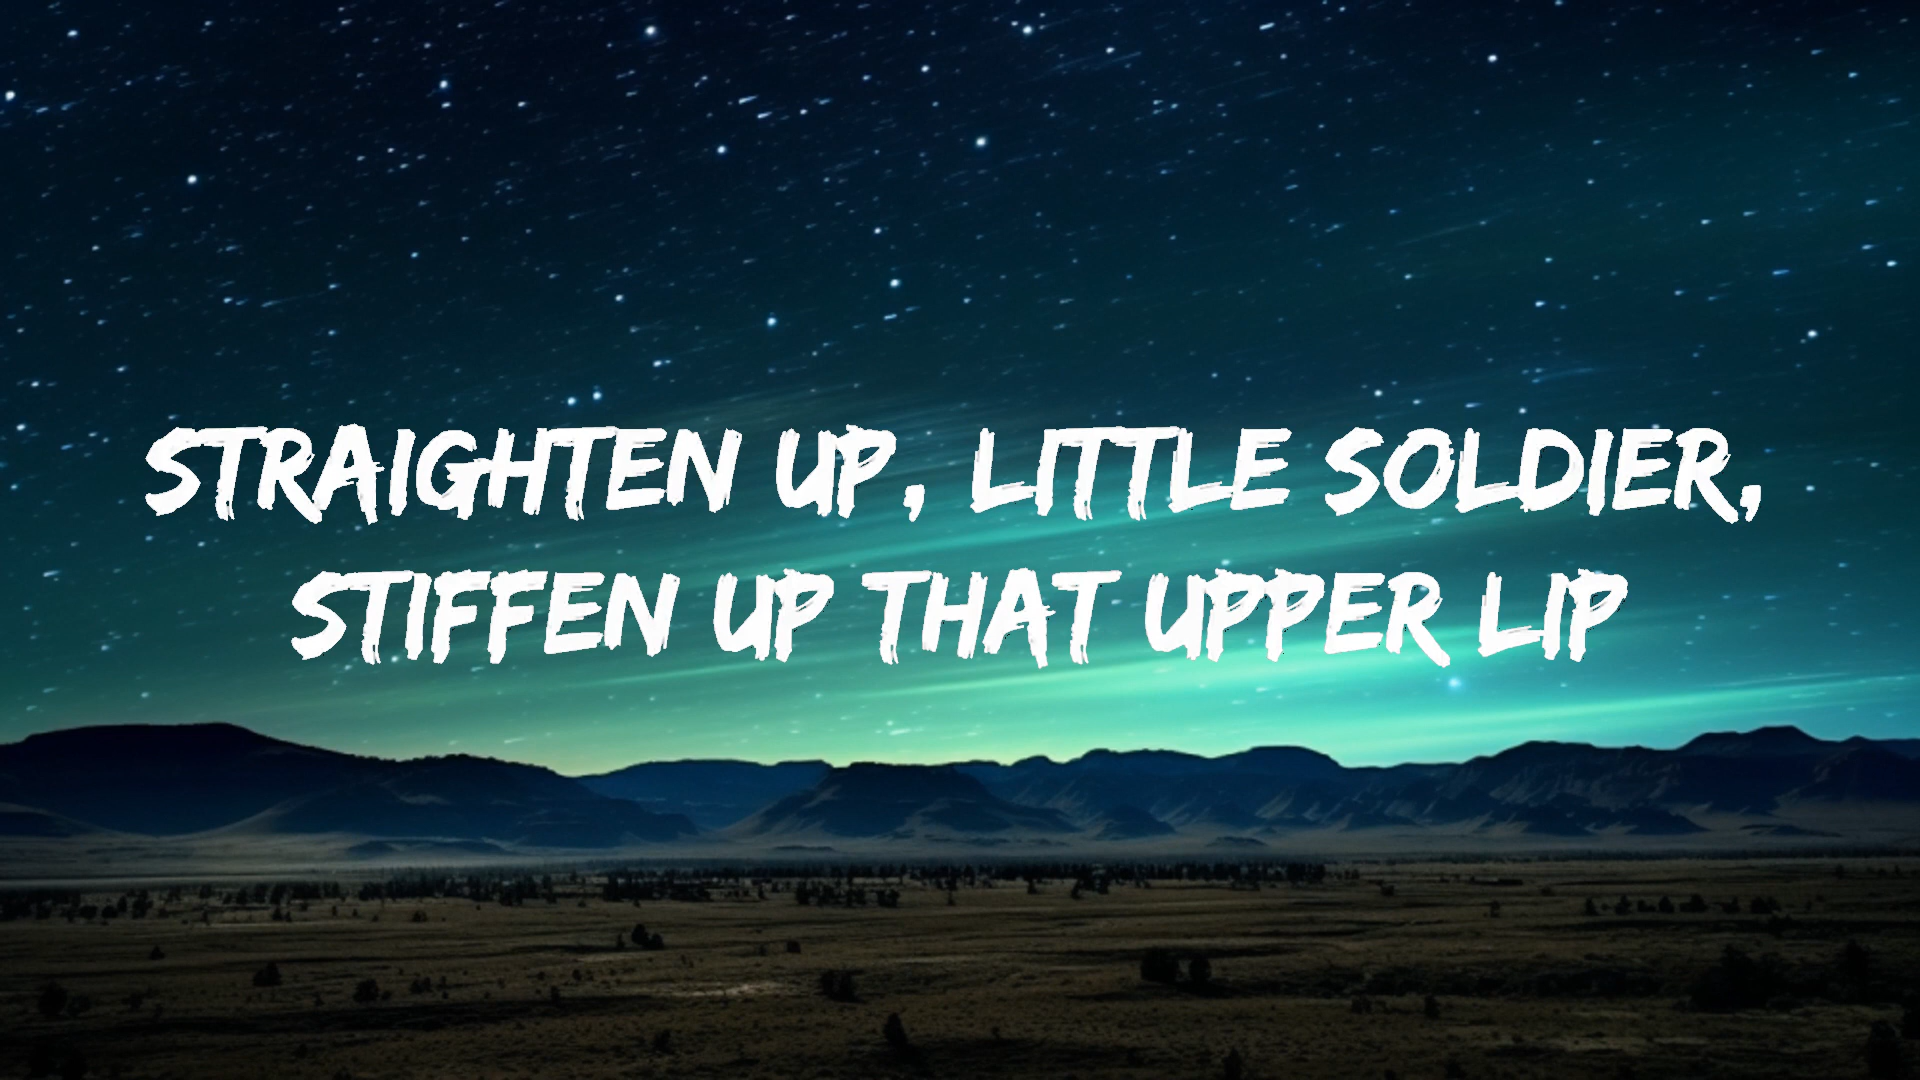 STRAIGHTEN UP, LITTLE SOLDIER,
STIFFEN UP THAT UPPER LIP